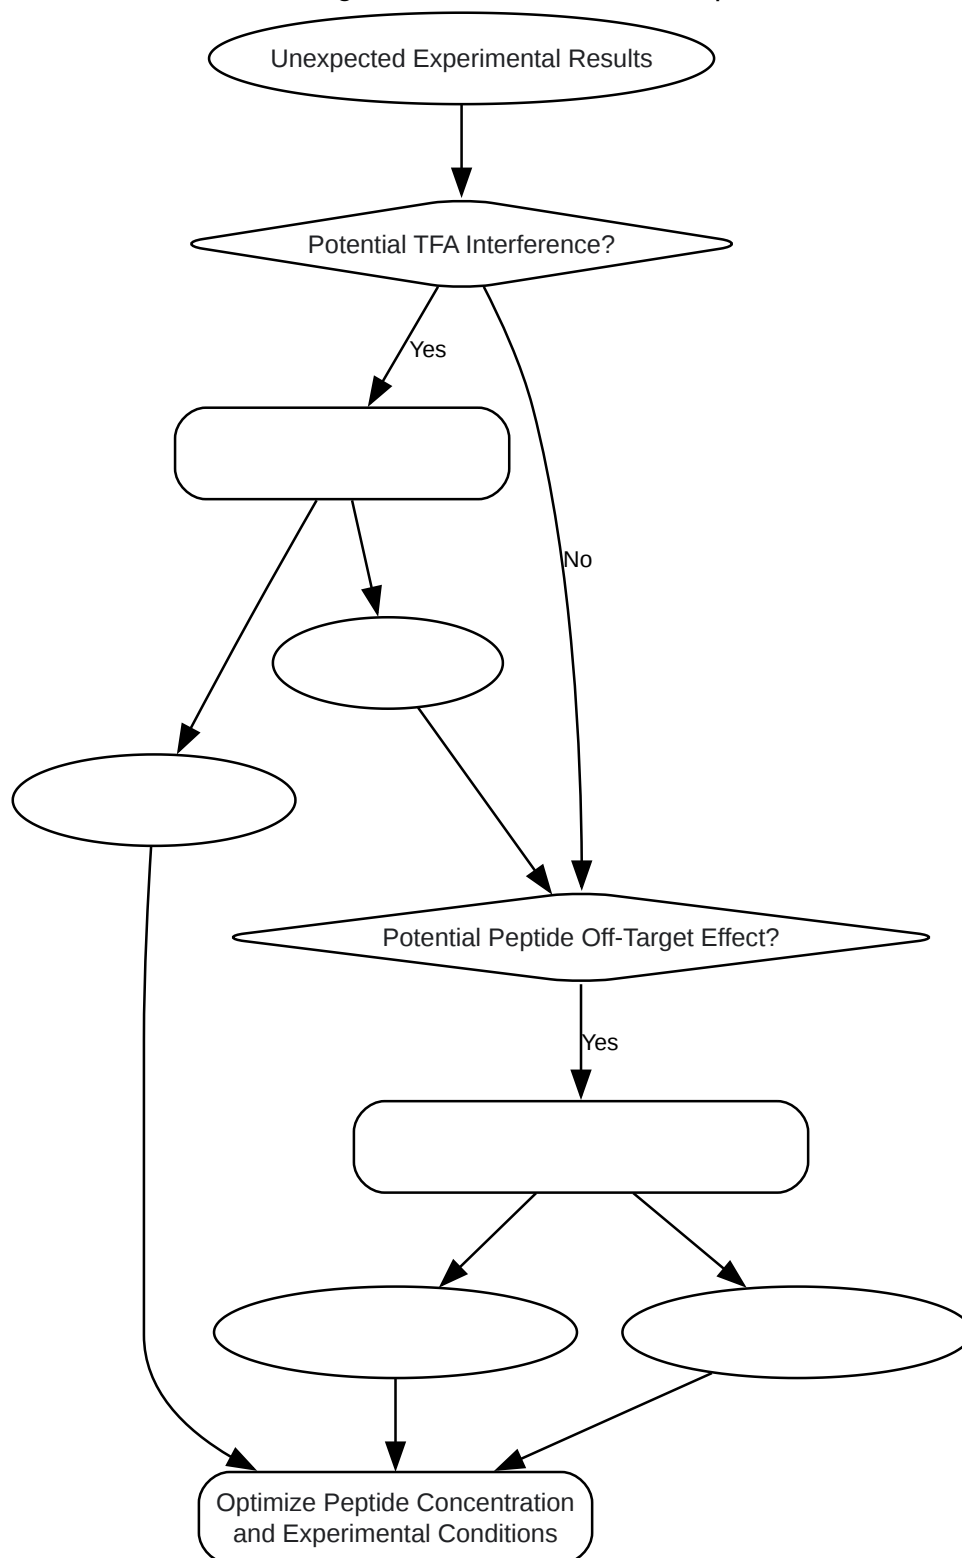 Unexpected Experimental Results
Potential TFA Interference?
Yes
No
Potential Peptide Off-Target Effect?
Yes
Optimize Peptide Concentration
and Experimental Conditions